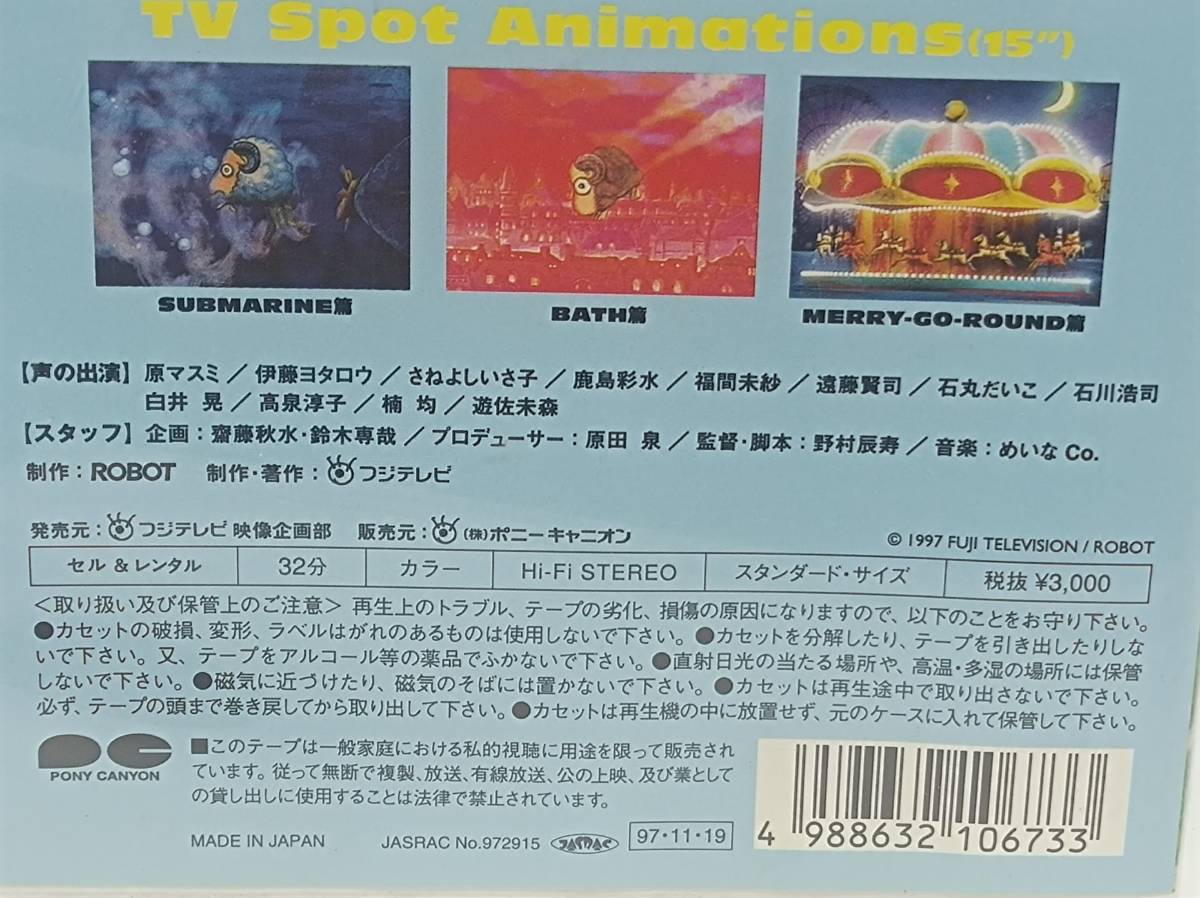 TV Spot Animations(15″)
SUBMARINE篇
BATH篇
MERRY-GO-ROUND篇
【声の出演】原マスミ／伊藤ヨタロウ／さねよしいさ子／鹿島彩水／福間未紗／遠藤賢司／石丸だいこ／石川浩司
白井 晃／高泉淳子／楠 均／遊佐未森
【スタッフ】企画：齋藤秋水・鈴木専哉／プロデューサー：原田 泉／監督・脚本：野村辰寿／音楽：めいなCo.
制作：ROBOT 制作・著作：フジテレビ
発売元：フジテレビ 映像企画部 販売元：(株)ポニーキャニオン
© 1997 FUJI TELEVISION / ROBOT
セル & レンタル 32分 カラー Hi-Fi STEREO スタンダード・サイズ 税抜 ¥3,000
＜取り扱い及び保管上のご注意＞再生上のトラブル、テープの劣化、損傷の原因になりますので、以下のことをお守り下さい。
●カセットの破損、変形、ラベルはがれのあるものは使用しないで下さい。●カセットを分解したり、テープを引き出したりしな
いで下さい。又、テープをアルコール等の薬品でふかないで下さい。●直射日光の当たる場所や、高温・多湿の場所には保管
しないで下さい。●磁気に近づけたり、磁気のそばには置かないで下さい。●カセットは再生途中で取り出さないで下さい。
必ず、テープの頭まで巻き戻してから取り出して下さい。●カセットは再生機の中に放置せず、元のケースに入れて保管して下さい。
PONY CANYON
■このテープは一般家庭における私的視聴に用途を限って販売され
ています。従って無断で複製、放送、有線放送、公の上映、及び業として
の貸し出しに使用することは法律で禁止されています。
MADE IN JAPAN JASRAC No.972915 JASRAC 97・11・19
4 988632 106733